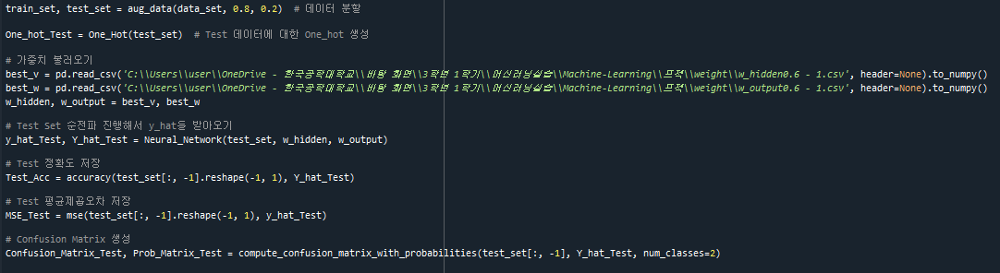 train_set, test_set = aug_data(data_set, 0.8, 0.2)  # 데이터 분할
One_hot_Test = One_Hot(test_set)  # Test 데이터에 대한 One_hot 생성
# 가중치 불러오기
best_v = pd.read_csv('C:\\Users\\user\\OneDrive - 한국공학대학교\\바탕 화면\\3학년 1학기\\머신러닝실습\\Machine-Learning\\프젝\\weight\\w_hidden0.6 - 1.csv', header=None).to_numpy()
best_w = pd.read_csv('C:\\Users\\user\\OneDrive - 한국공학대학교\\바탕 화면\\3학년 1학기\\머신러닝실습\\Machine-Learning\\프젝\\weight\\w_output0.6 - 1.csv', header=None).to_numpy()
w_hidden, w_output = best_v, best_w
# Test Set 순전파 진행해서 y_hat등 받아오기
y_hat_Test, Y_hat_Test = Neural_Network(test_set, w_hidden, w_output)
# Test 정확도 저장
Test_Acc = accuracy(test_set[:, -1].reshape(-1, 1), Y_hat_Test)
# Test 평균제곱오차 저장
MSE_Test = mse(test_set[:, -1].reshape(-1, 1), y_hat_Test)
# Confusion Matrix 생성
Confusion_Matrix_Test, Prob_Matrix_Test = compute_confusion_matrix_with_probabilities(test_set[:, -1], Y_hat_Test, num_classes=2)